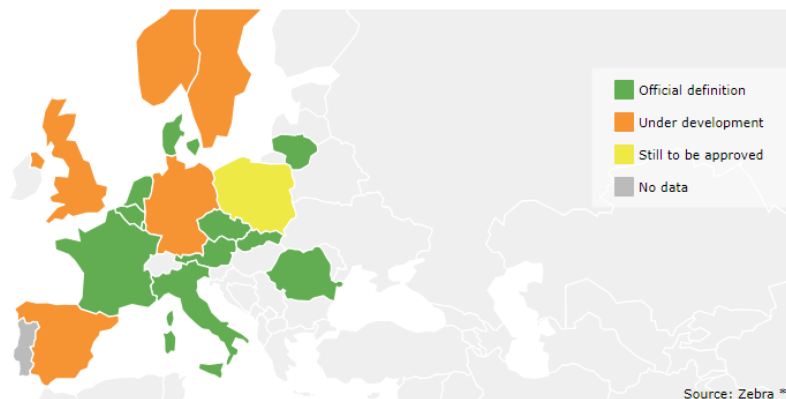 Official definition
Under development
Still to be approved
No data
Source: Zebra *